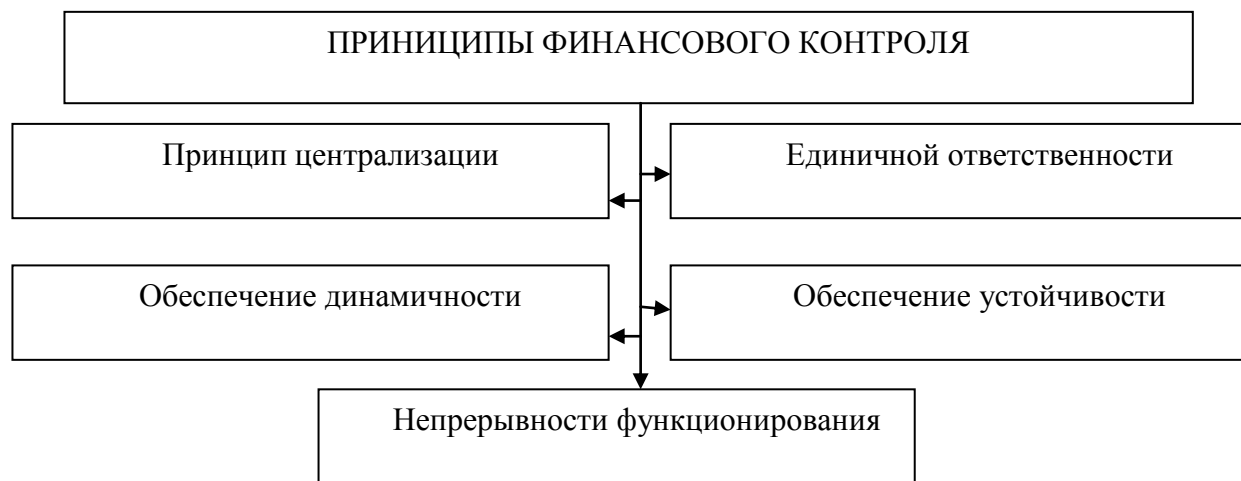 ПРИНИЦИПЫ ФИНАНСОВОГО КОНТРОЛЯ
Принцип централизации
Единичной ответственности
Обеспечение динамичности
Обеспечение устойчивости
Непрерывности функционирования